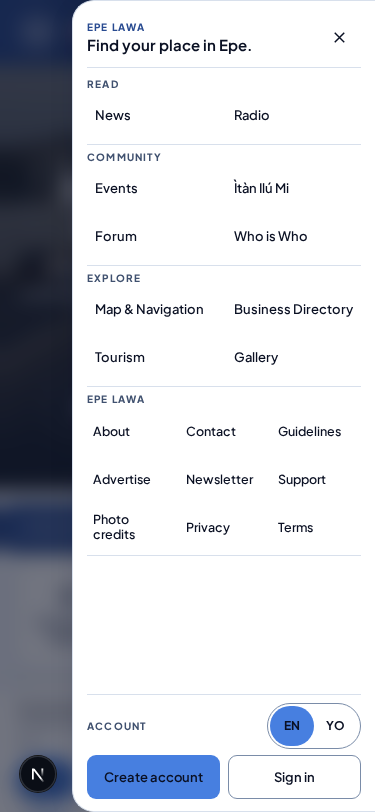 EPE LAWA
Find your place in Epe.
READ
News
Radio
COMMUNITY
Events
Ìtàn Ilú Mi
Forum
Who is Who
EXPLORE
Map & Navigation
Business Directory
Tourism
Gallery
EPE LAWA
About
Contact
Guidelines
Advertise
Newsletter
Support
Photo
credits
Privacy
Terms
ACCOUNT
EN
YO
N
Create account
Sign in